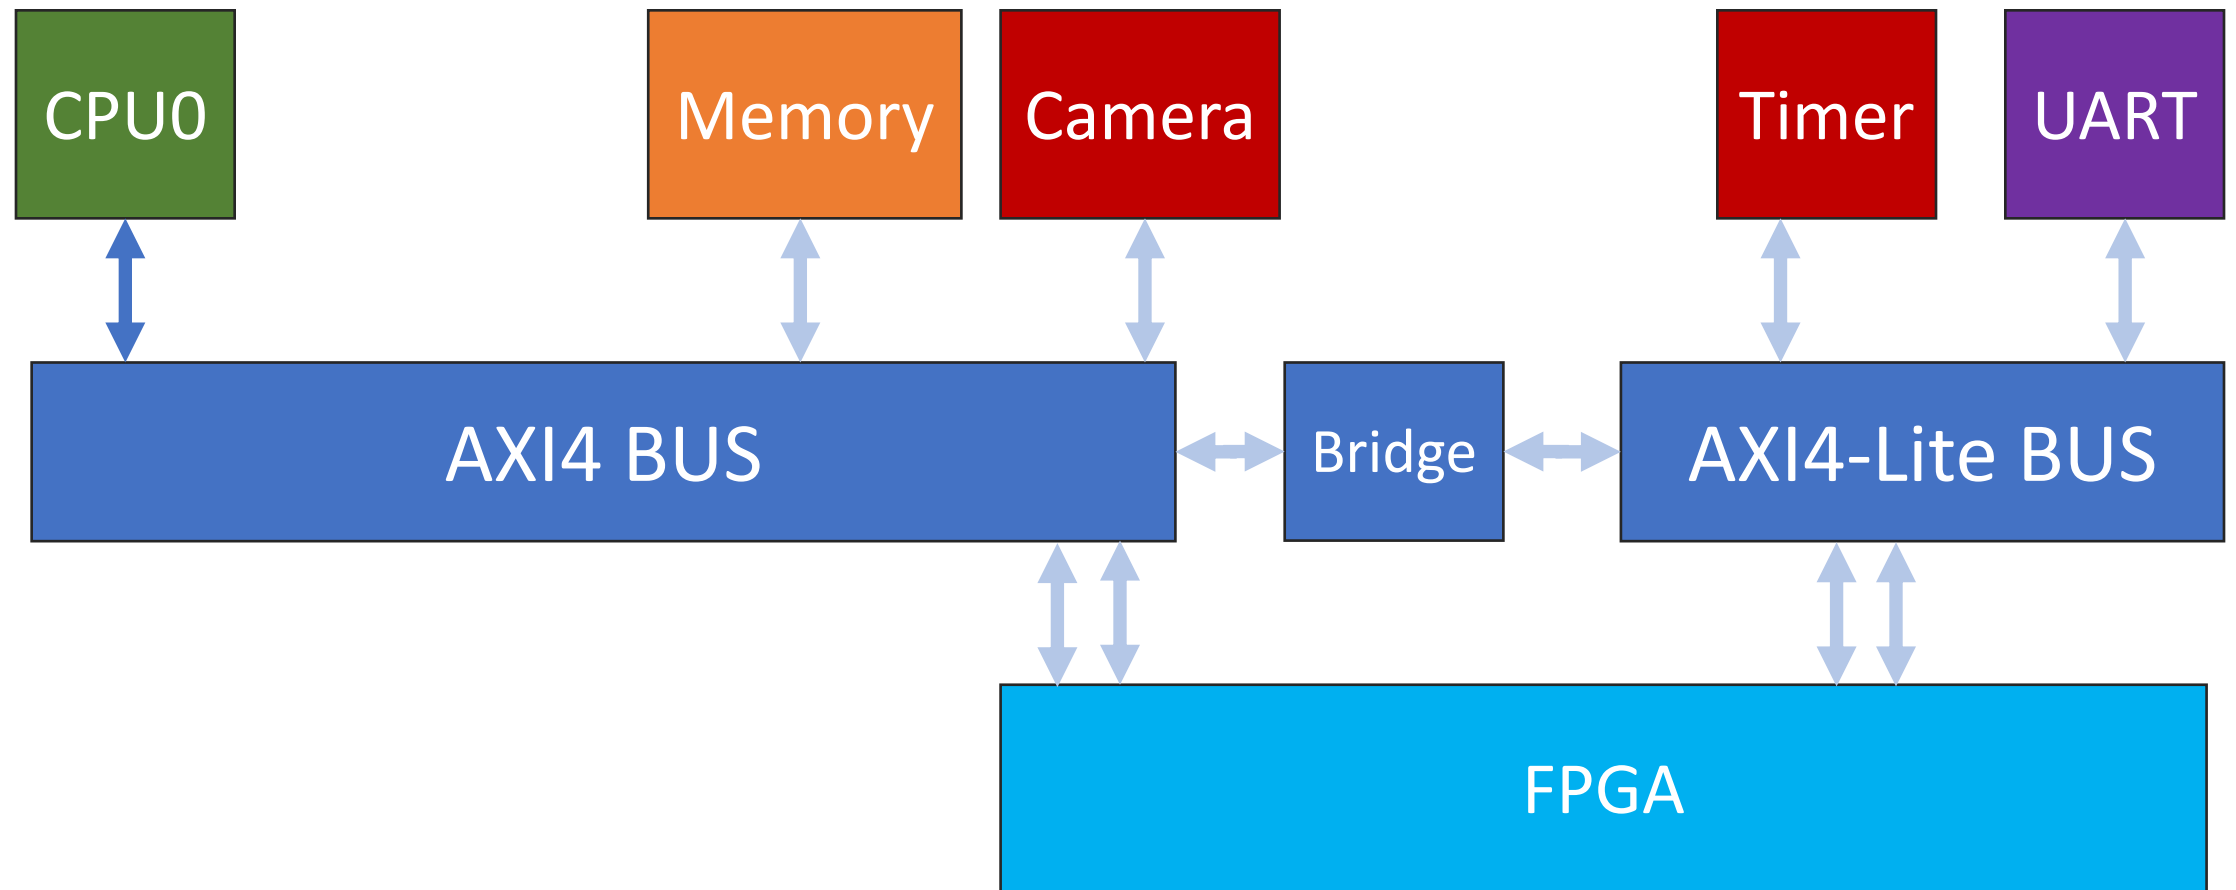 CPU0
Memory
Camera
Timer
UART
AXI4 BUS
Bridge
AXI4-Lite BUS
FPGA